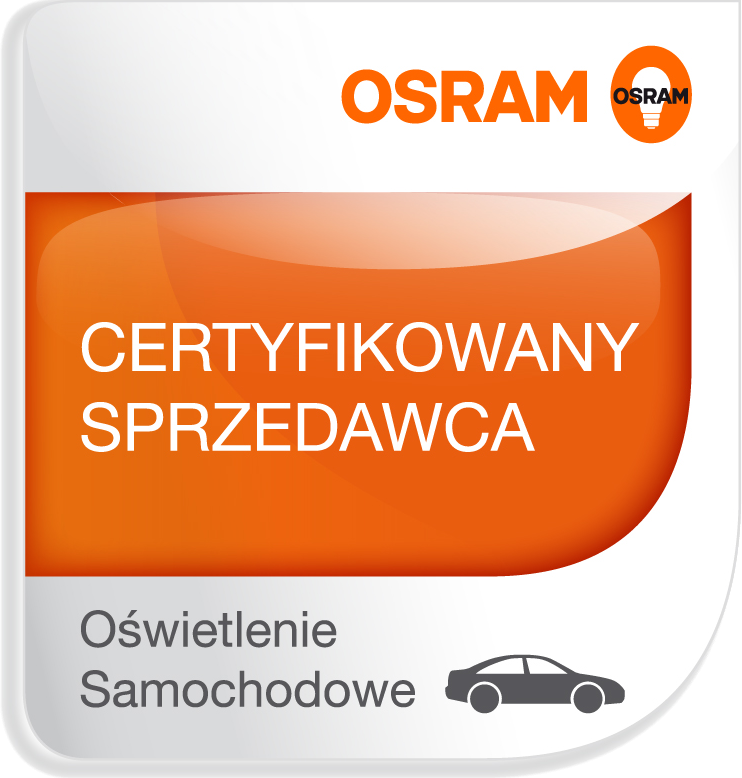 OSRAM OSRAM
CERTYFIKOWANY
SPRZEDAWCA
Oświetlenie
Samochodowe